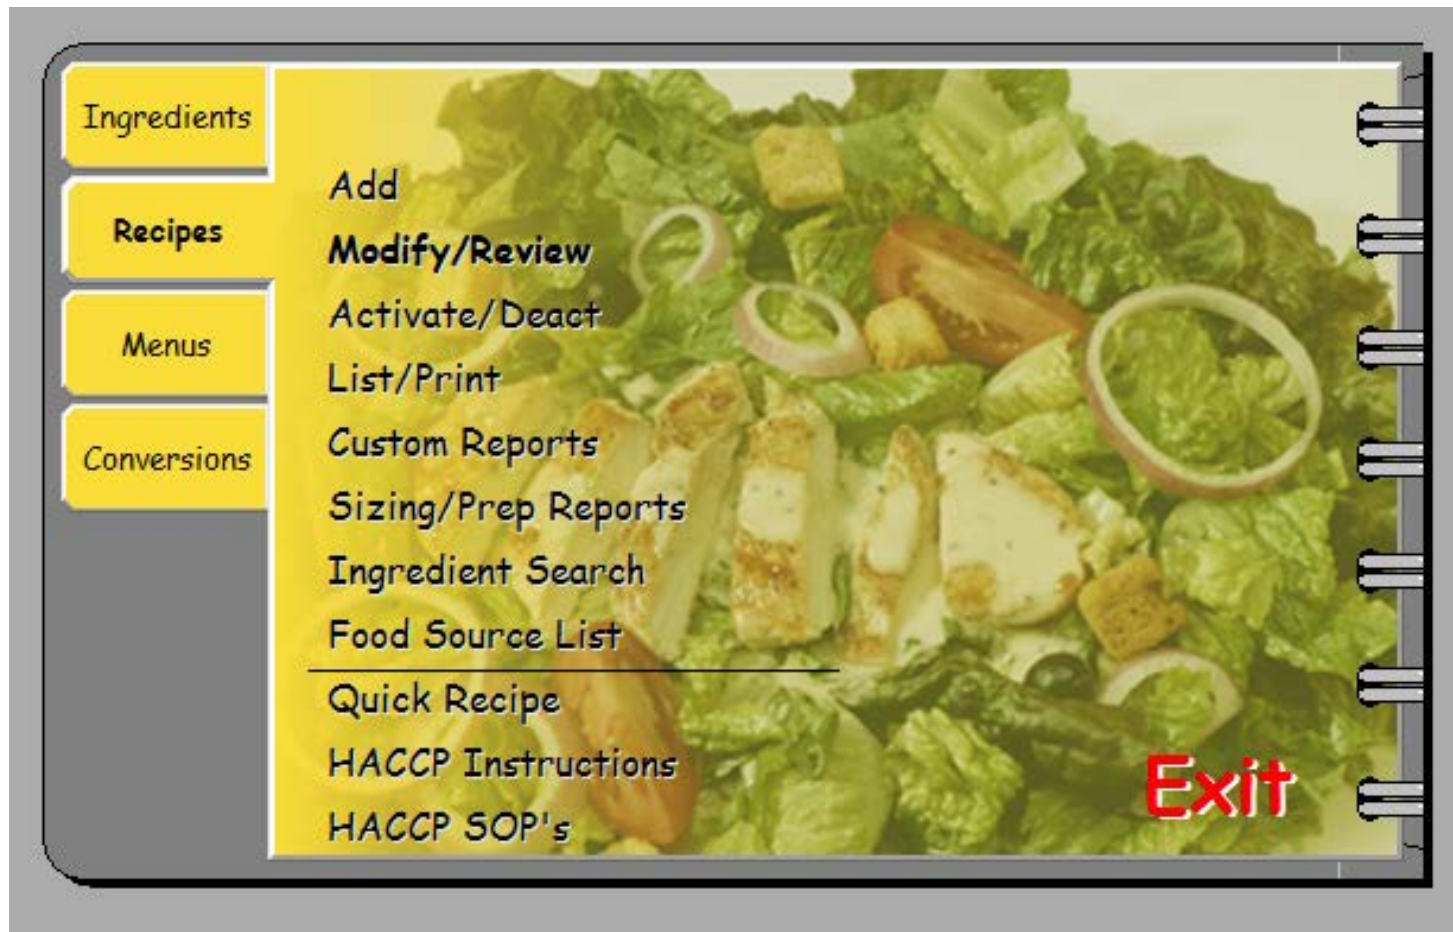 Ingredients
Recipes
Menus
Conversions
Add
Modify/Review
Activate/Deact
List/Print
Custom Reports
Sizing/Prep Reports
Ingredient Search
Food Source List
Quick Recipe
HACCP Instructions
HACCP SOP's
Exit